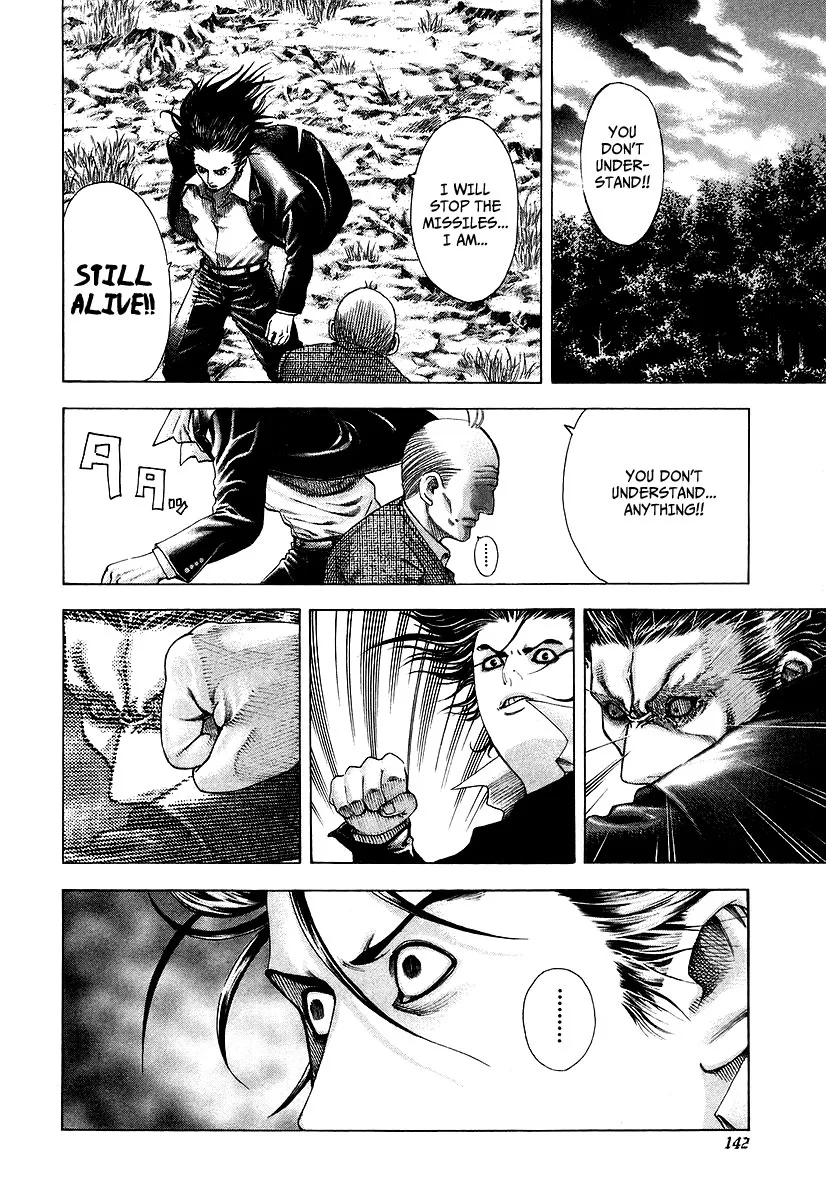 YOU
DON'T
UNDER-
STAND!!
I WILL
STOP THE
MISSILES...
I AM...
STILL
ALIVE!!
YOU DON'T
UNDERSTAND...
ANYTHING!!
......
.........
142